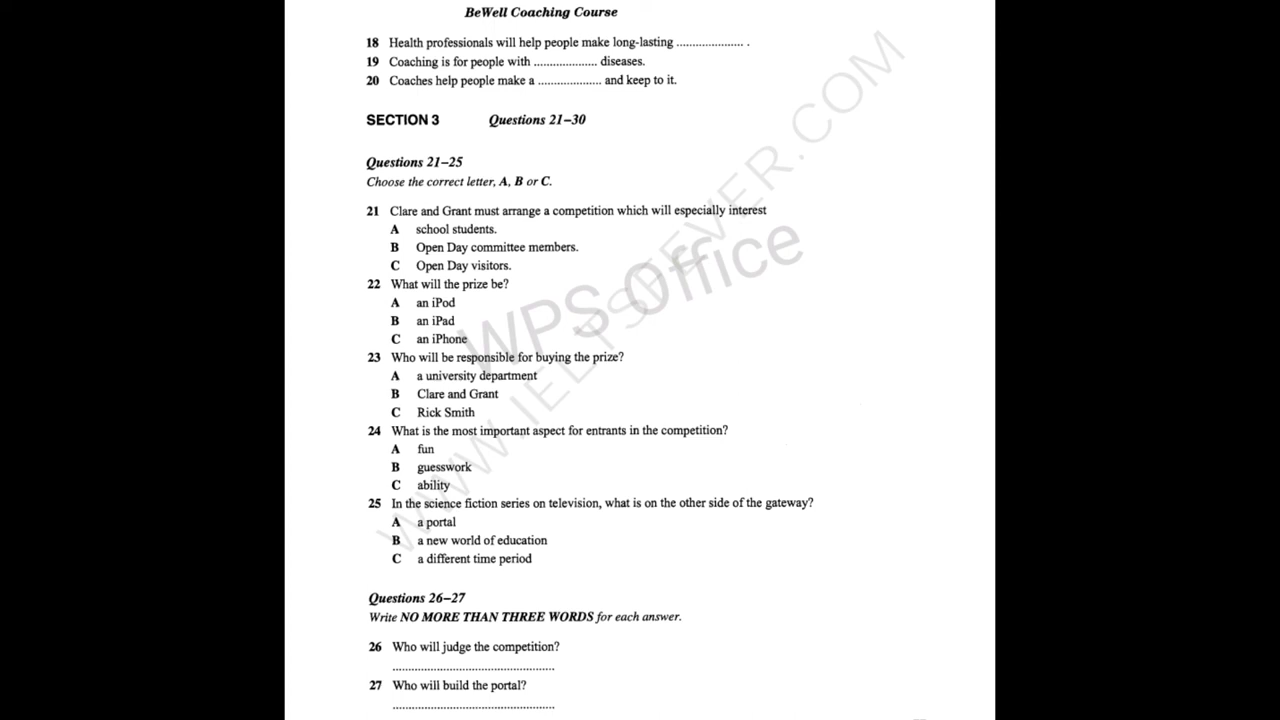 BeWell Coaching Course
18 Health professionals will help people make long-lasting ..................... .
19 Coaching is for people with .................... diseases.
20 Coaches help people make a .................... and keep to it.
SECTION 3 Questions 21–30
Questions 21–25
Choose the correct letter, A, B or C.
21 Clare and Grant must arrange a competition which will especially interest
A school students.
B Open Day committee members.
C Open Day visitors.
22 What will the prize be?
A an iPod
B an iPad
C an iPhone
23 Who will be responsible for buying the prize?
A a university department
B Clare and Grant
C Rick Smith
24 What is the most important aspect for entrants in the competition?
A fun
B guesswork
C ability
25 In the science fiction series on television, what is on the other side of the gateway?
A a portal
B a new world of education
C a different time period
Questions 26–27
Write NO MORE THAN THREE WORDS for each answer.
26 Who will judge the competition?
....................................................
27 Who will build the portal?
....................................................
WPS Office
WWW.IELTSFEVER.COM